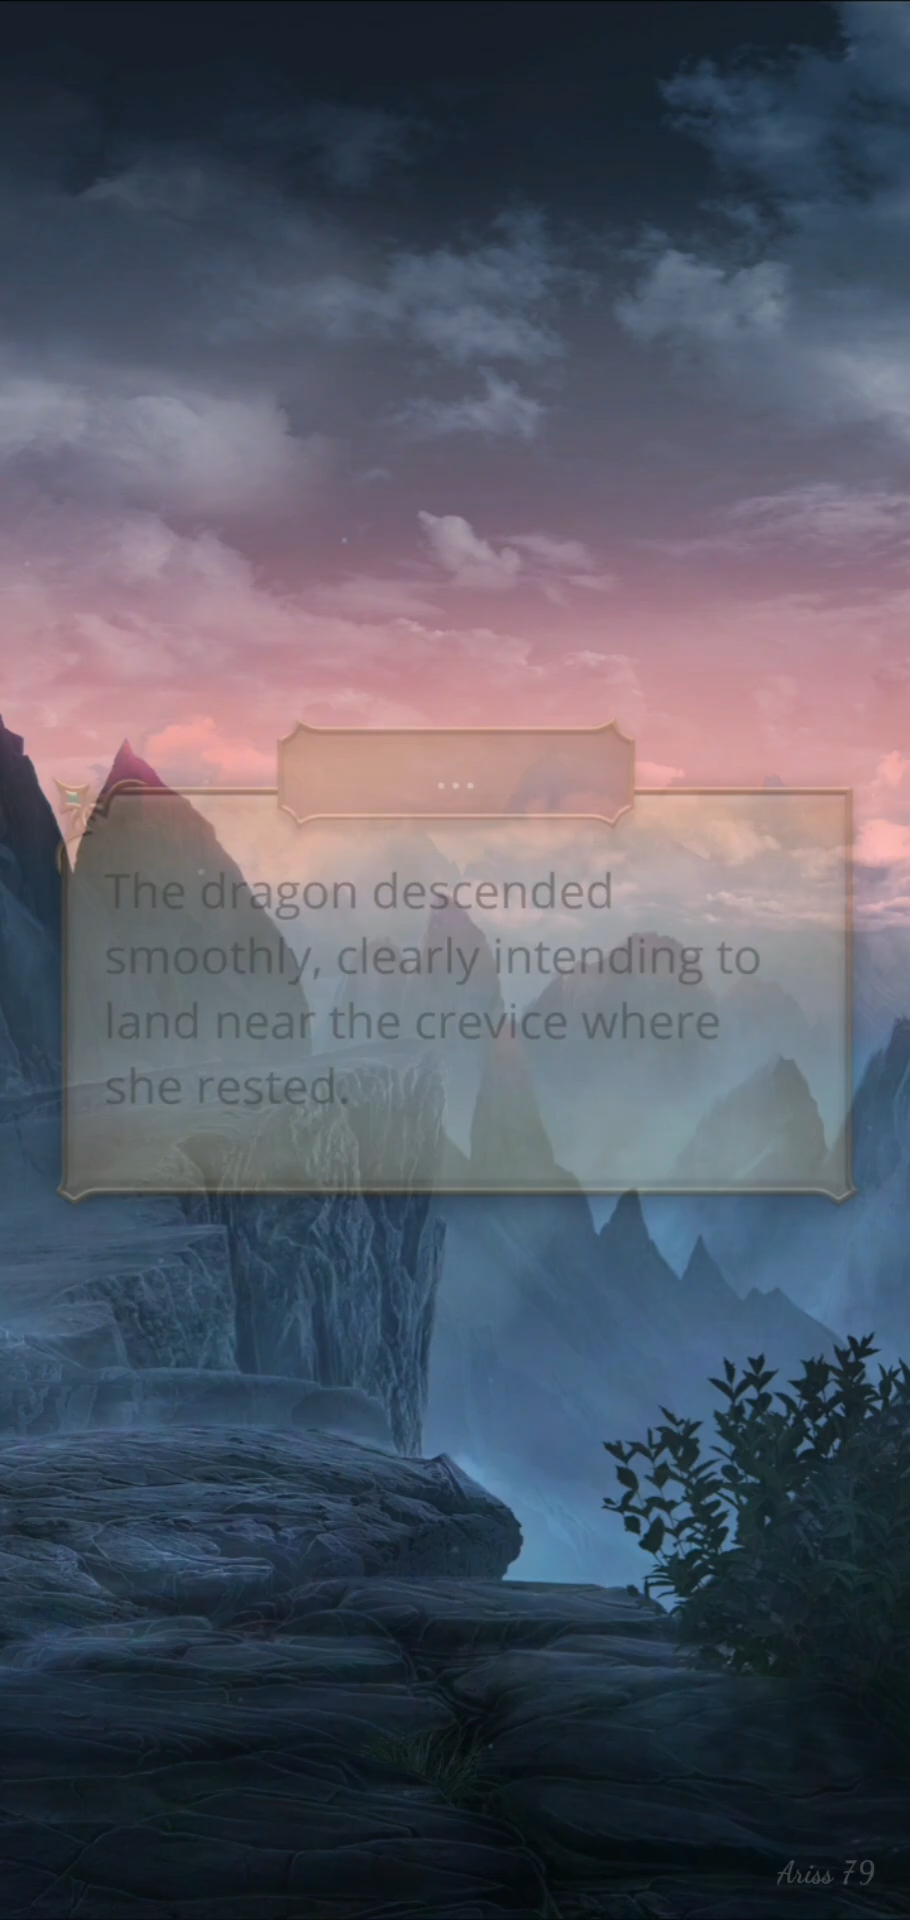 ...
The dragon descended
smoothly, clearly intending to
land near the crevice where
she rested.
Ariss 79